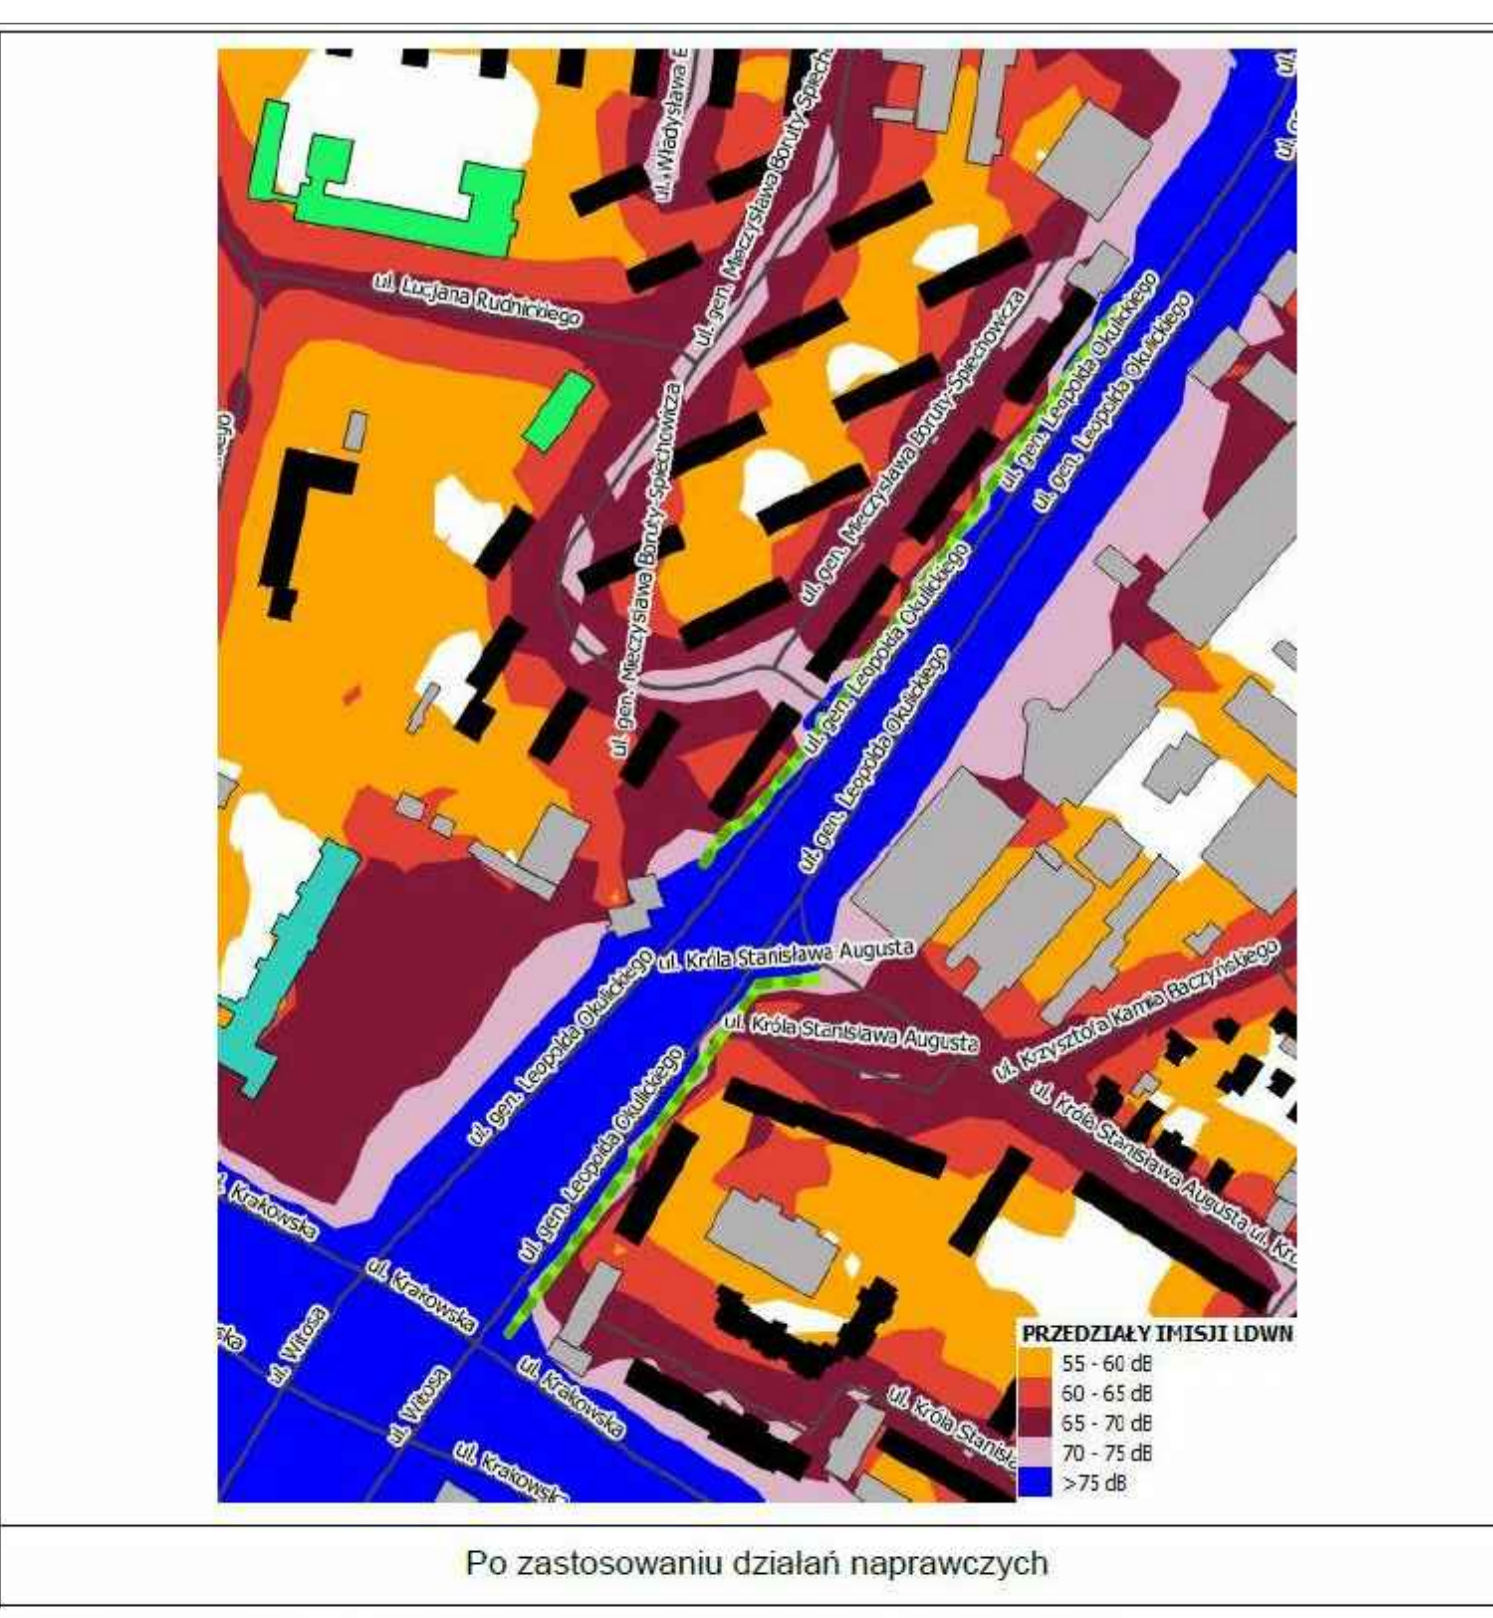 ul. Władysława B
ul. gen. Mieczysława Boruty-Spiech
ul.
ul. g
ul. Lucjana Rudnickiego
ul. gen. Mieczysława Boruty-Spiechowicza
ul. gen. Mieczysława Boruty-Spiechowicza
ul. gen. Leopolda Okulickiego
ul. gen. Leopolda Okulickiego
ul. gen. Leopolda Okulickiego
ul. gen. Leopolda Okulickiego
ul. Króla Stanisława Augusta
ul. gen. Leopolda Okulickiego
ul. Króla Stanisława Augusta
ul. Krzysztofa Kamila Baczyńskiego
ul. gen. Leopolda Okulickiego
ul. Króla Stanisława Augusta
ul. Kró
l. Krakowska
ul. Krakowska
ska
ul. Witosa
ul. Krakowska
ul. Witosa
ul. Krakowska
ul. Króla Stanisła
PRZEDZIAŁY IMISJI LDWN
55 - 60 dB
60 - 65 dB
65 - 70 dB
70 - 75 dB
>75 dB
Po zastosowaniu działań naprawczych